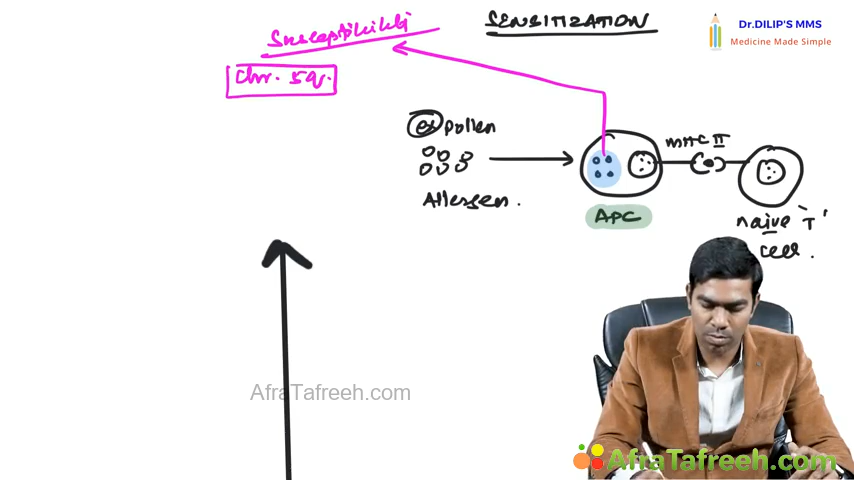 SENSITIZATION
Dr.DILIP'S MMS
Medicine Made Simple
Chr. 5q.
ex Pollen
Allergen.
MHC II
APC
naive 'T'
cell.
AfraTafreeh.com
AfraTafreeh.com